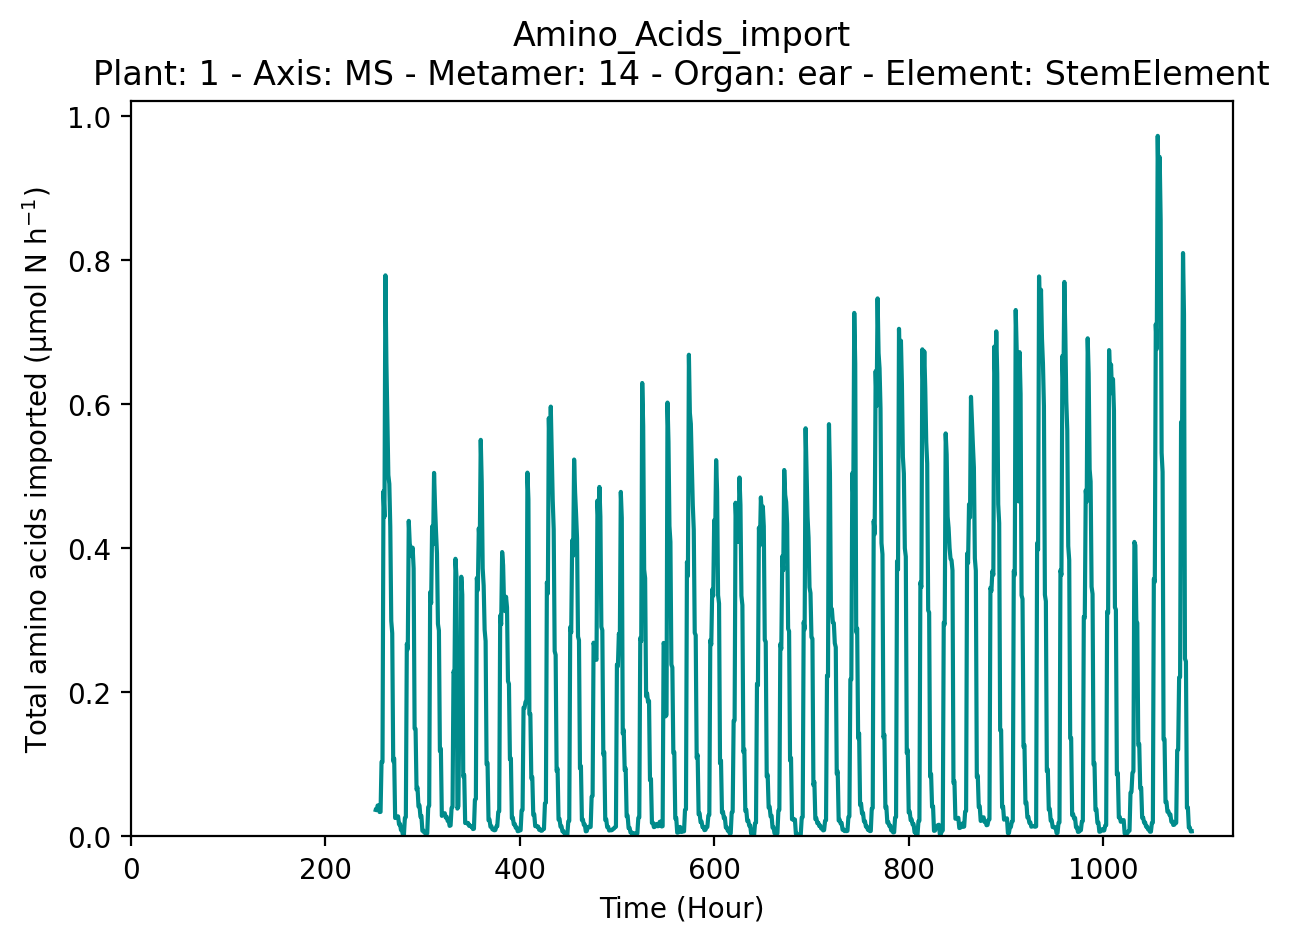 Amino_Acids_import
Plant: 1 - Axis: MS - Metamer: 14 - Organ: ear - Element: StemElement
1.0
0.8
0.6
0.4
0.2
0.0
Total amino acids imported (µmol N h⁻¹)
0 200 400 600 800 1000
Time (Hour)